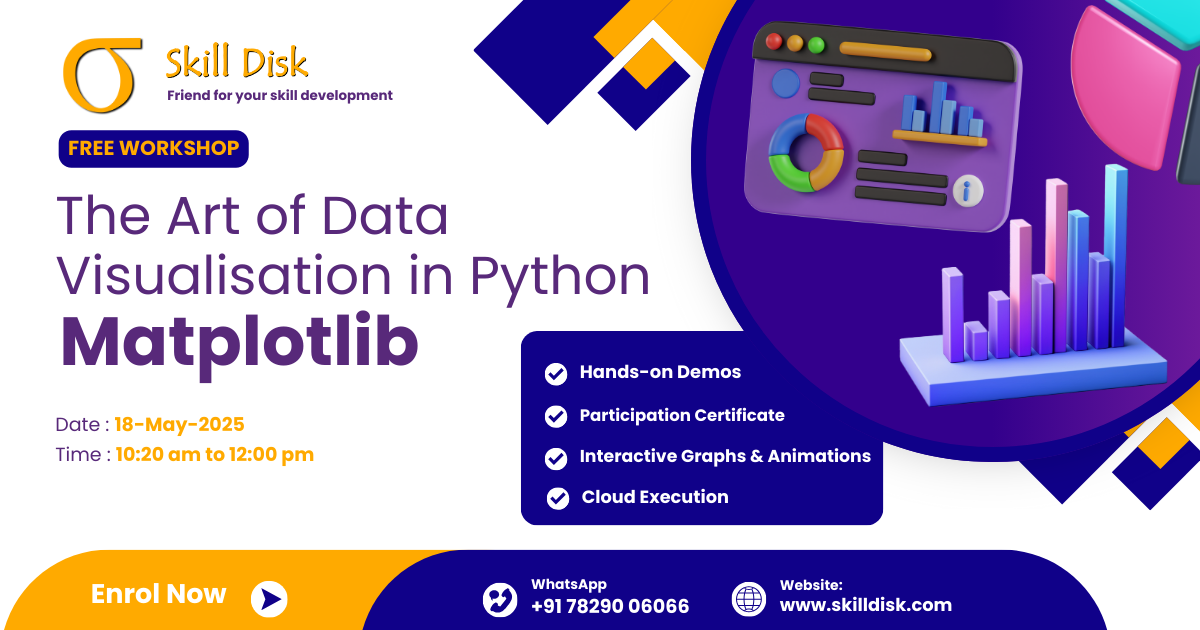 Skill Disk
Friend for your skill development
FREE WORKSHOP
The Art of Data
Visualisation in Python
Matplotlib
Date : 18-May-2025
Time : 10:20 am to 12:00 pm
Hands-on Demos
Participation Certificate
Interactive Graphs & Animations
Cloud Execution
Enrol Now
WhatsApp
+91 78290 06066
Website:
www.skilldisk.com